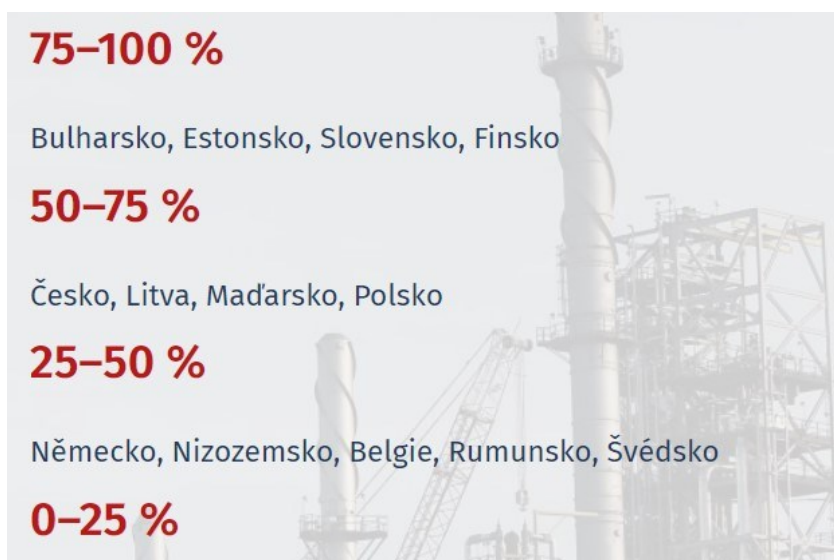 75–100 %
Bulharsko, Estonsko, Slovensko, Finsko
50–75 %
Česko, Litva, Maďarsko, Polsko
25–50 %
Německo, Nizozemsko, Belgie, Rumunsko, Švédsko
0–25 %